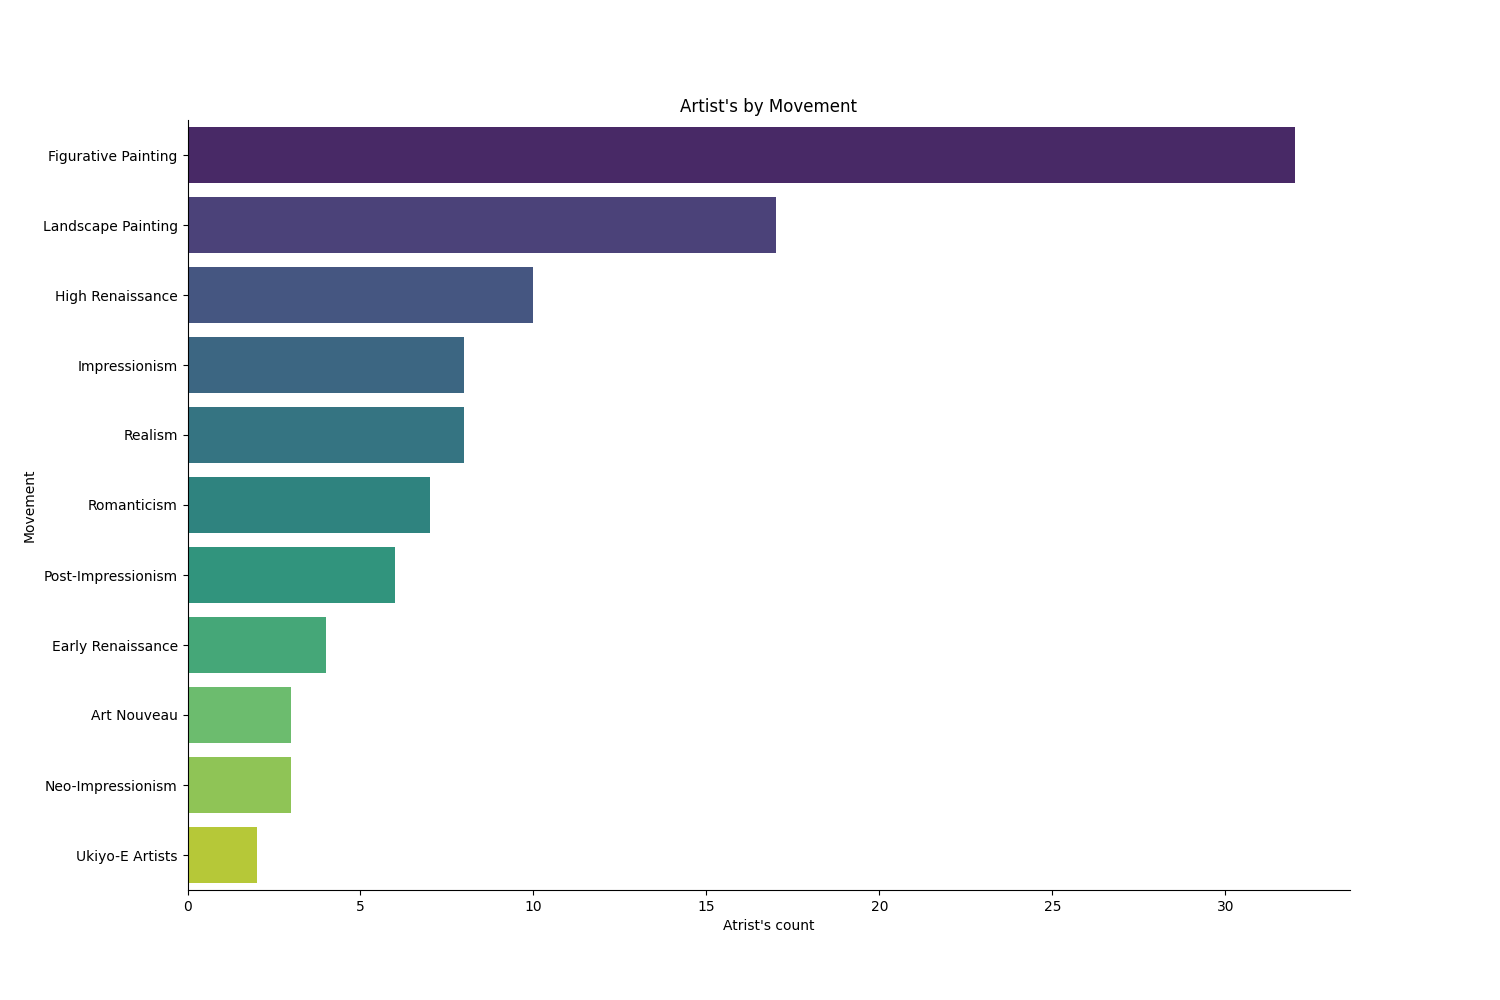 Artist's by Movement
Figurative Painting
Landscape Painting
High Renaissance
Impressionism
Realism
Romanticism
Post-Impressionism
Early Renaissance
Art Nouveau
Neo-Impressionism
Ukiyo-E Artists
Movement
0 5 10 15 20 25 30
Atrist's count